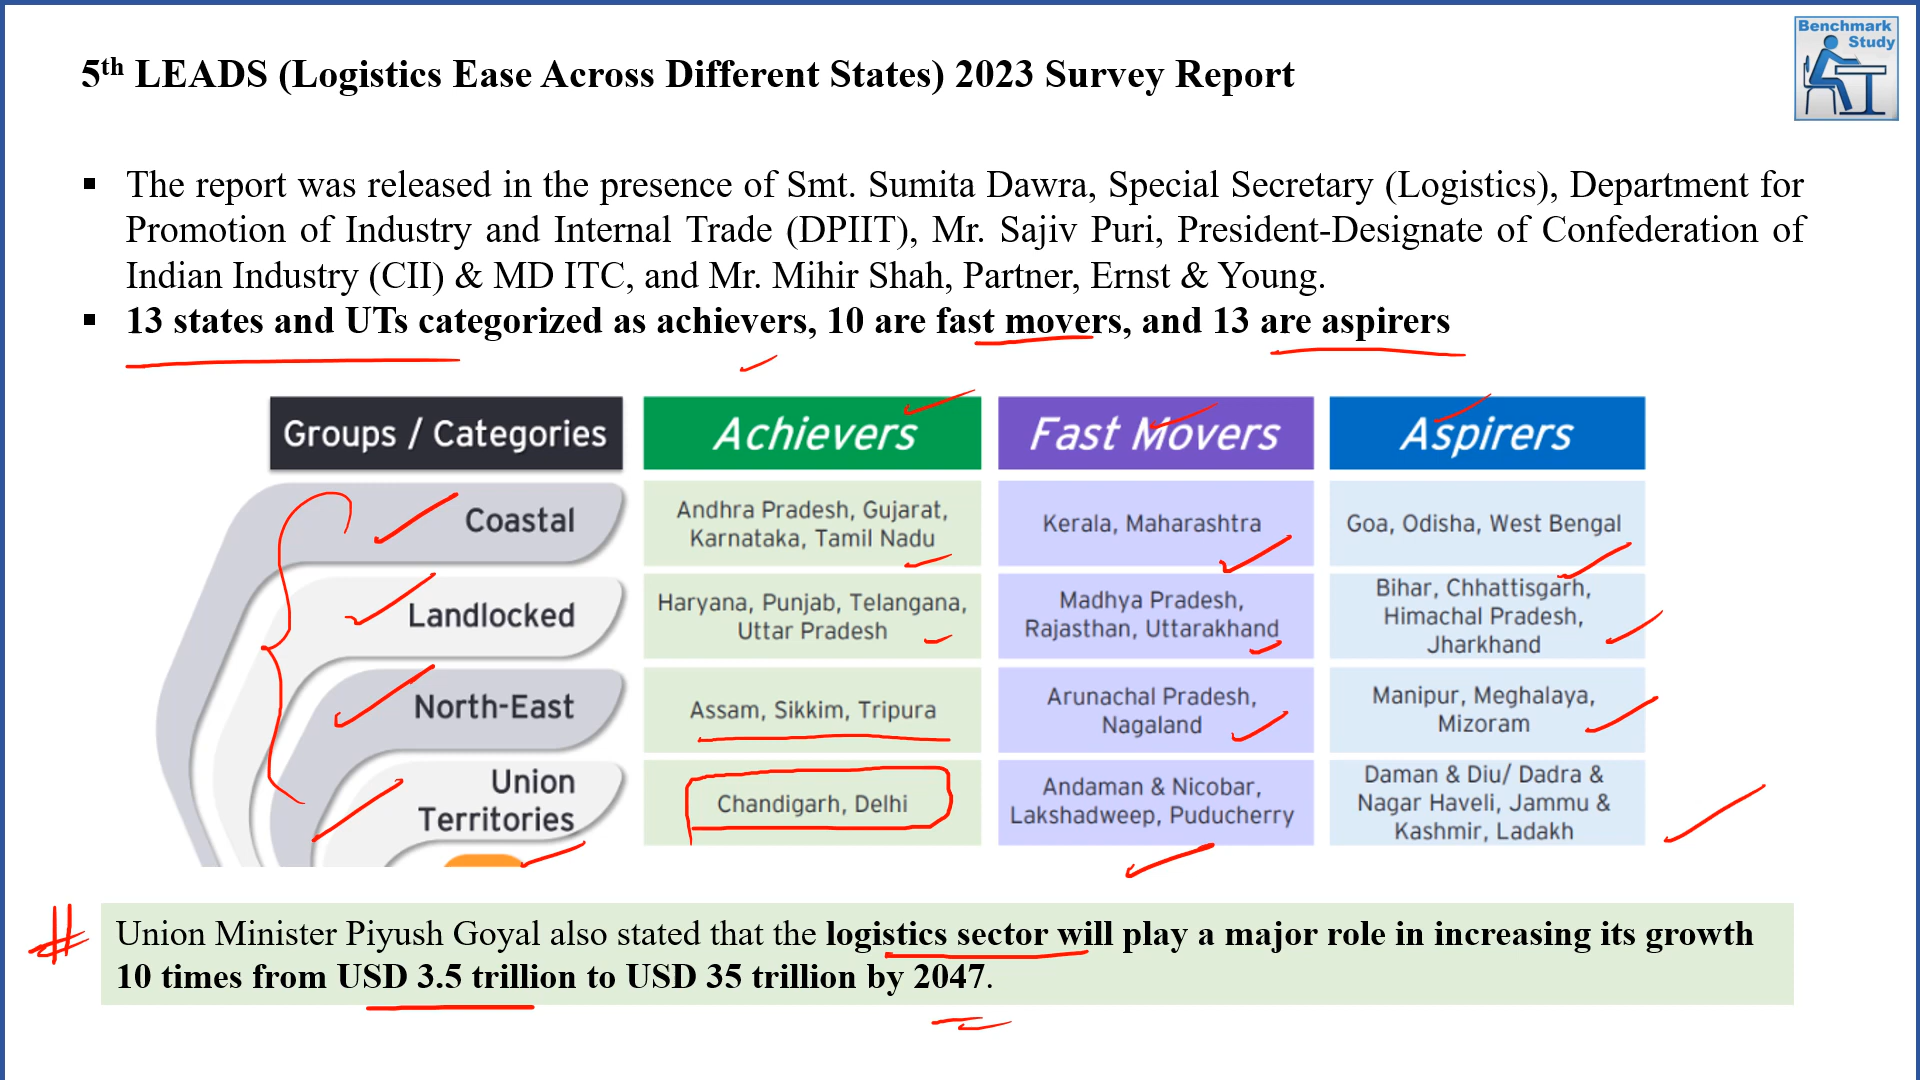 Benchmark
Study
5th LEADS (Logistics Ease Across Different States) 2023 Survey Report
▪ The report was released in the presence of Smt. Sumita Dawra, Special Secretary (Logistics), Department for
Promotion of Industry and Internal Trade (DPIIT), Mr. Sajiv Puri, President-Designate of Confederation of
Indian Industry (CII) & MD ITC, and Mr. Mihir Shah, Partner, Ernst & Young.
▪ 13 states and UTs categorized as achievers, 10 are fast movers, and 13 are aspirers
Groups / Categories
Achievers
Fast Movers
Aspirers
Coastal
Andhra Pradesh, Gujarat,
Karnataka, Tamil Nadu
Kerala, Maharashtra
Goa, Odisha, West Bengal
Landlocked
Haryana, Punjab, Telangana,
Uttar Pradesh
Madhya Pradesh,
Rajasthan, Uttarakhand
Bihar, Chhattisgarh,
Himachal Pradesh,
Jharkhand
North-East
Assam, Sikkim, Tripura
Arunachal Pradesh,
Nagaland
Manipur, Meghalaya,
Mizoram
Union
Territories
Chandigarh, Delhi
Andaman & Nicobar,
Lakshadweep, Puducherry
Daman & Diu/ Dadra &
Nagar Haveli, Jammu &
Kashmir, Ladakh
#
Union Minister Piyush Goyal also stated that the logistics sector will play a major role in increasing its growth
10 times from USD 3.5 trillion to USD 35 trillion by 2047.